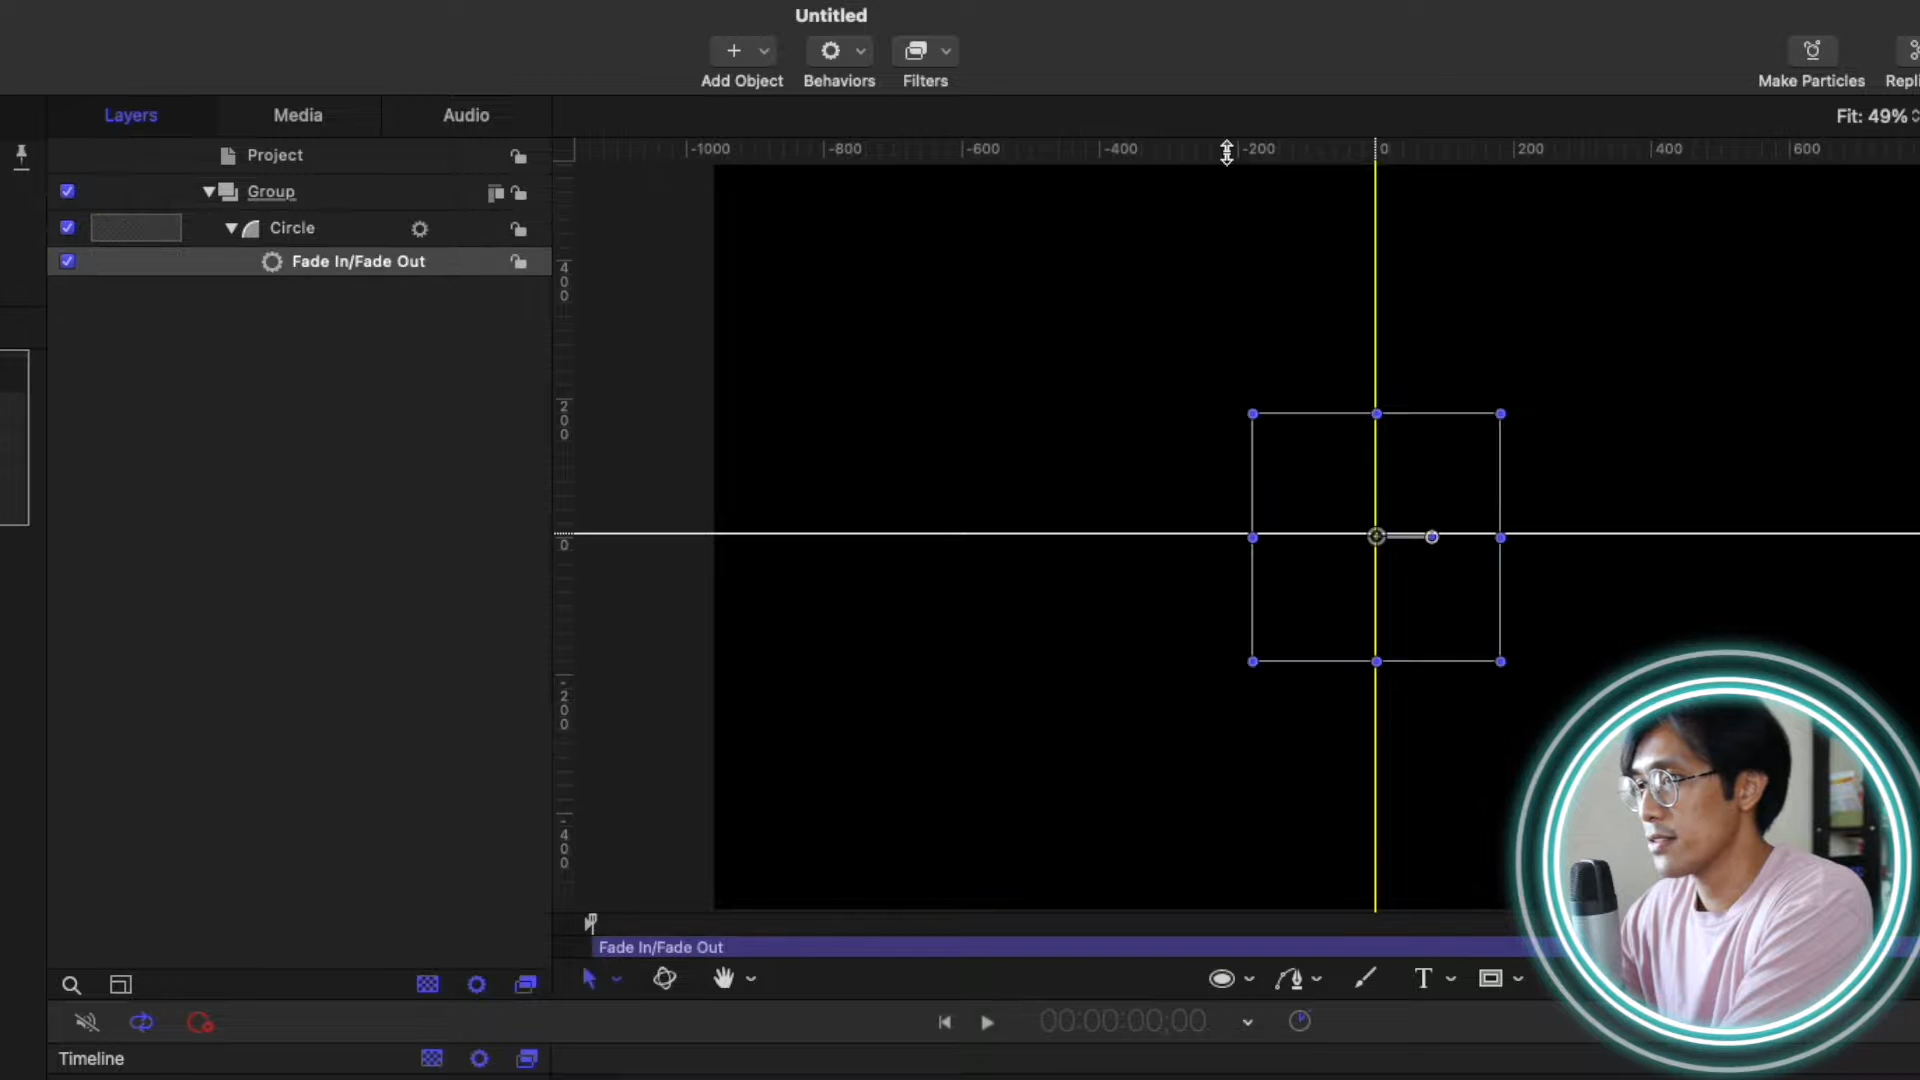 Untitled
Add Object
Behaviors
Filters
Make Particles
Repli
Layers
Media
Audio
Fit: 49%
Project
Group
Circle
Fade In/Fade Out
-1000
-800
-600
-400
-200
0
200
400
600
400
200
0
-200
-400
Fade In/Fade Out
T
00:00:00;00
Timeline